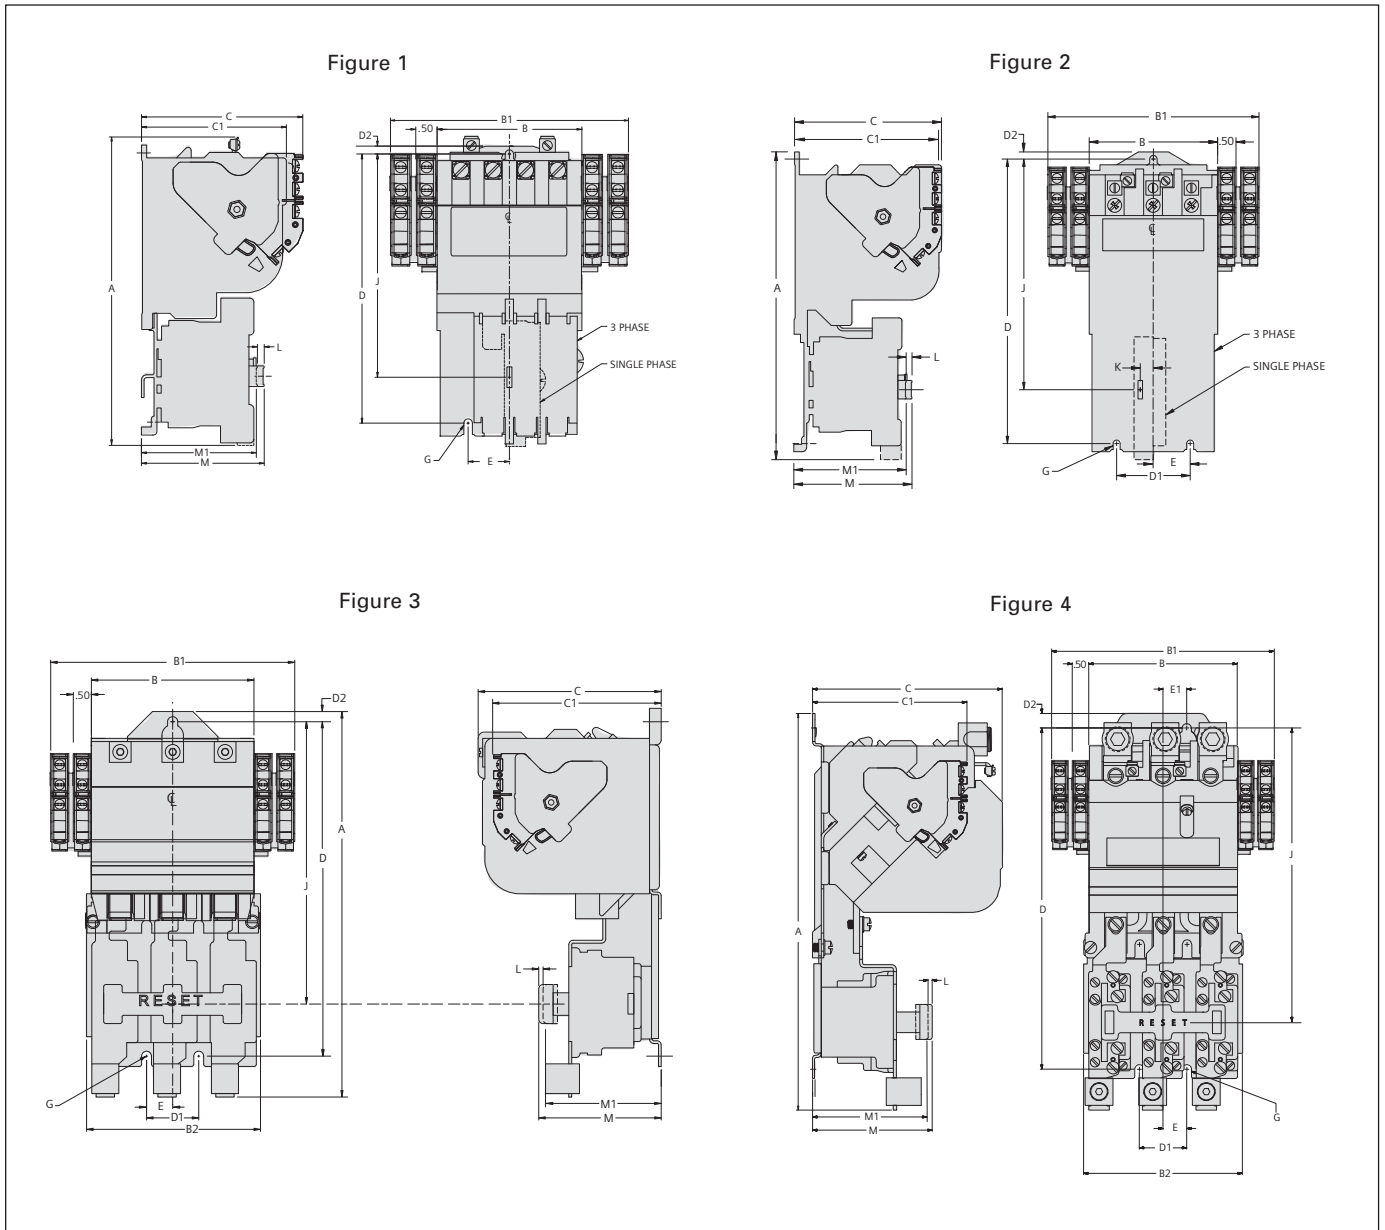 Figure 1
C
C1
A
L
M1
M
B1
D2
.50
B
℄
J
D
3 PHASE
SINGLE PHASE
G
E
Figure 2
C
C1
A
L
M1
M
B1
D2
B
.50
℄
J
D
3 PHASE
K
SINGLE PHASE
G
E
D1
Figure 3
B1
B
.50
D2
℄
A
D
J
RESET
G
E
D1
B2
C
C1
L
M1
M
Figure 4
C
C1
A
L
M1
M
B1
.50
B
D2
E1
J
D
RESET
G
E
D1
B2